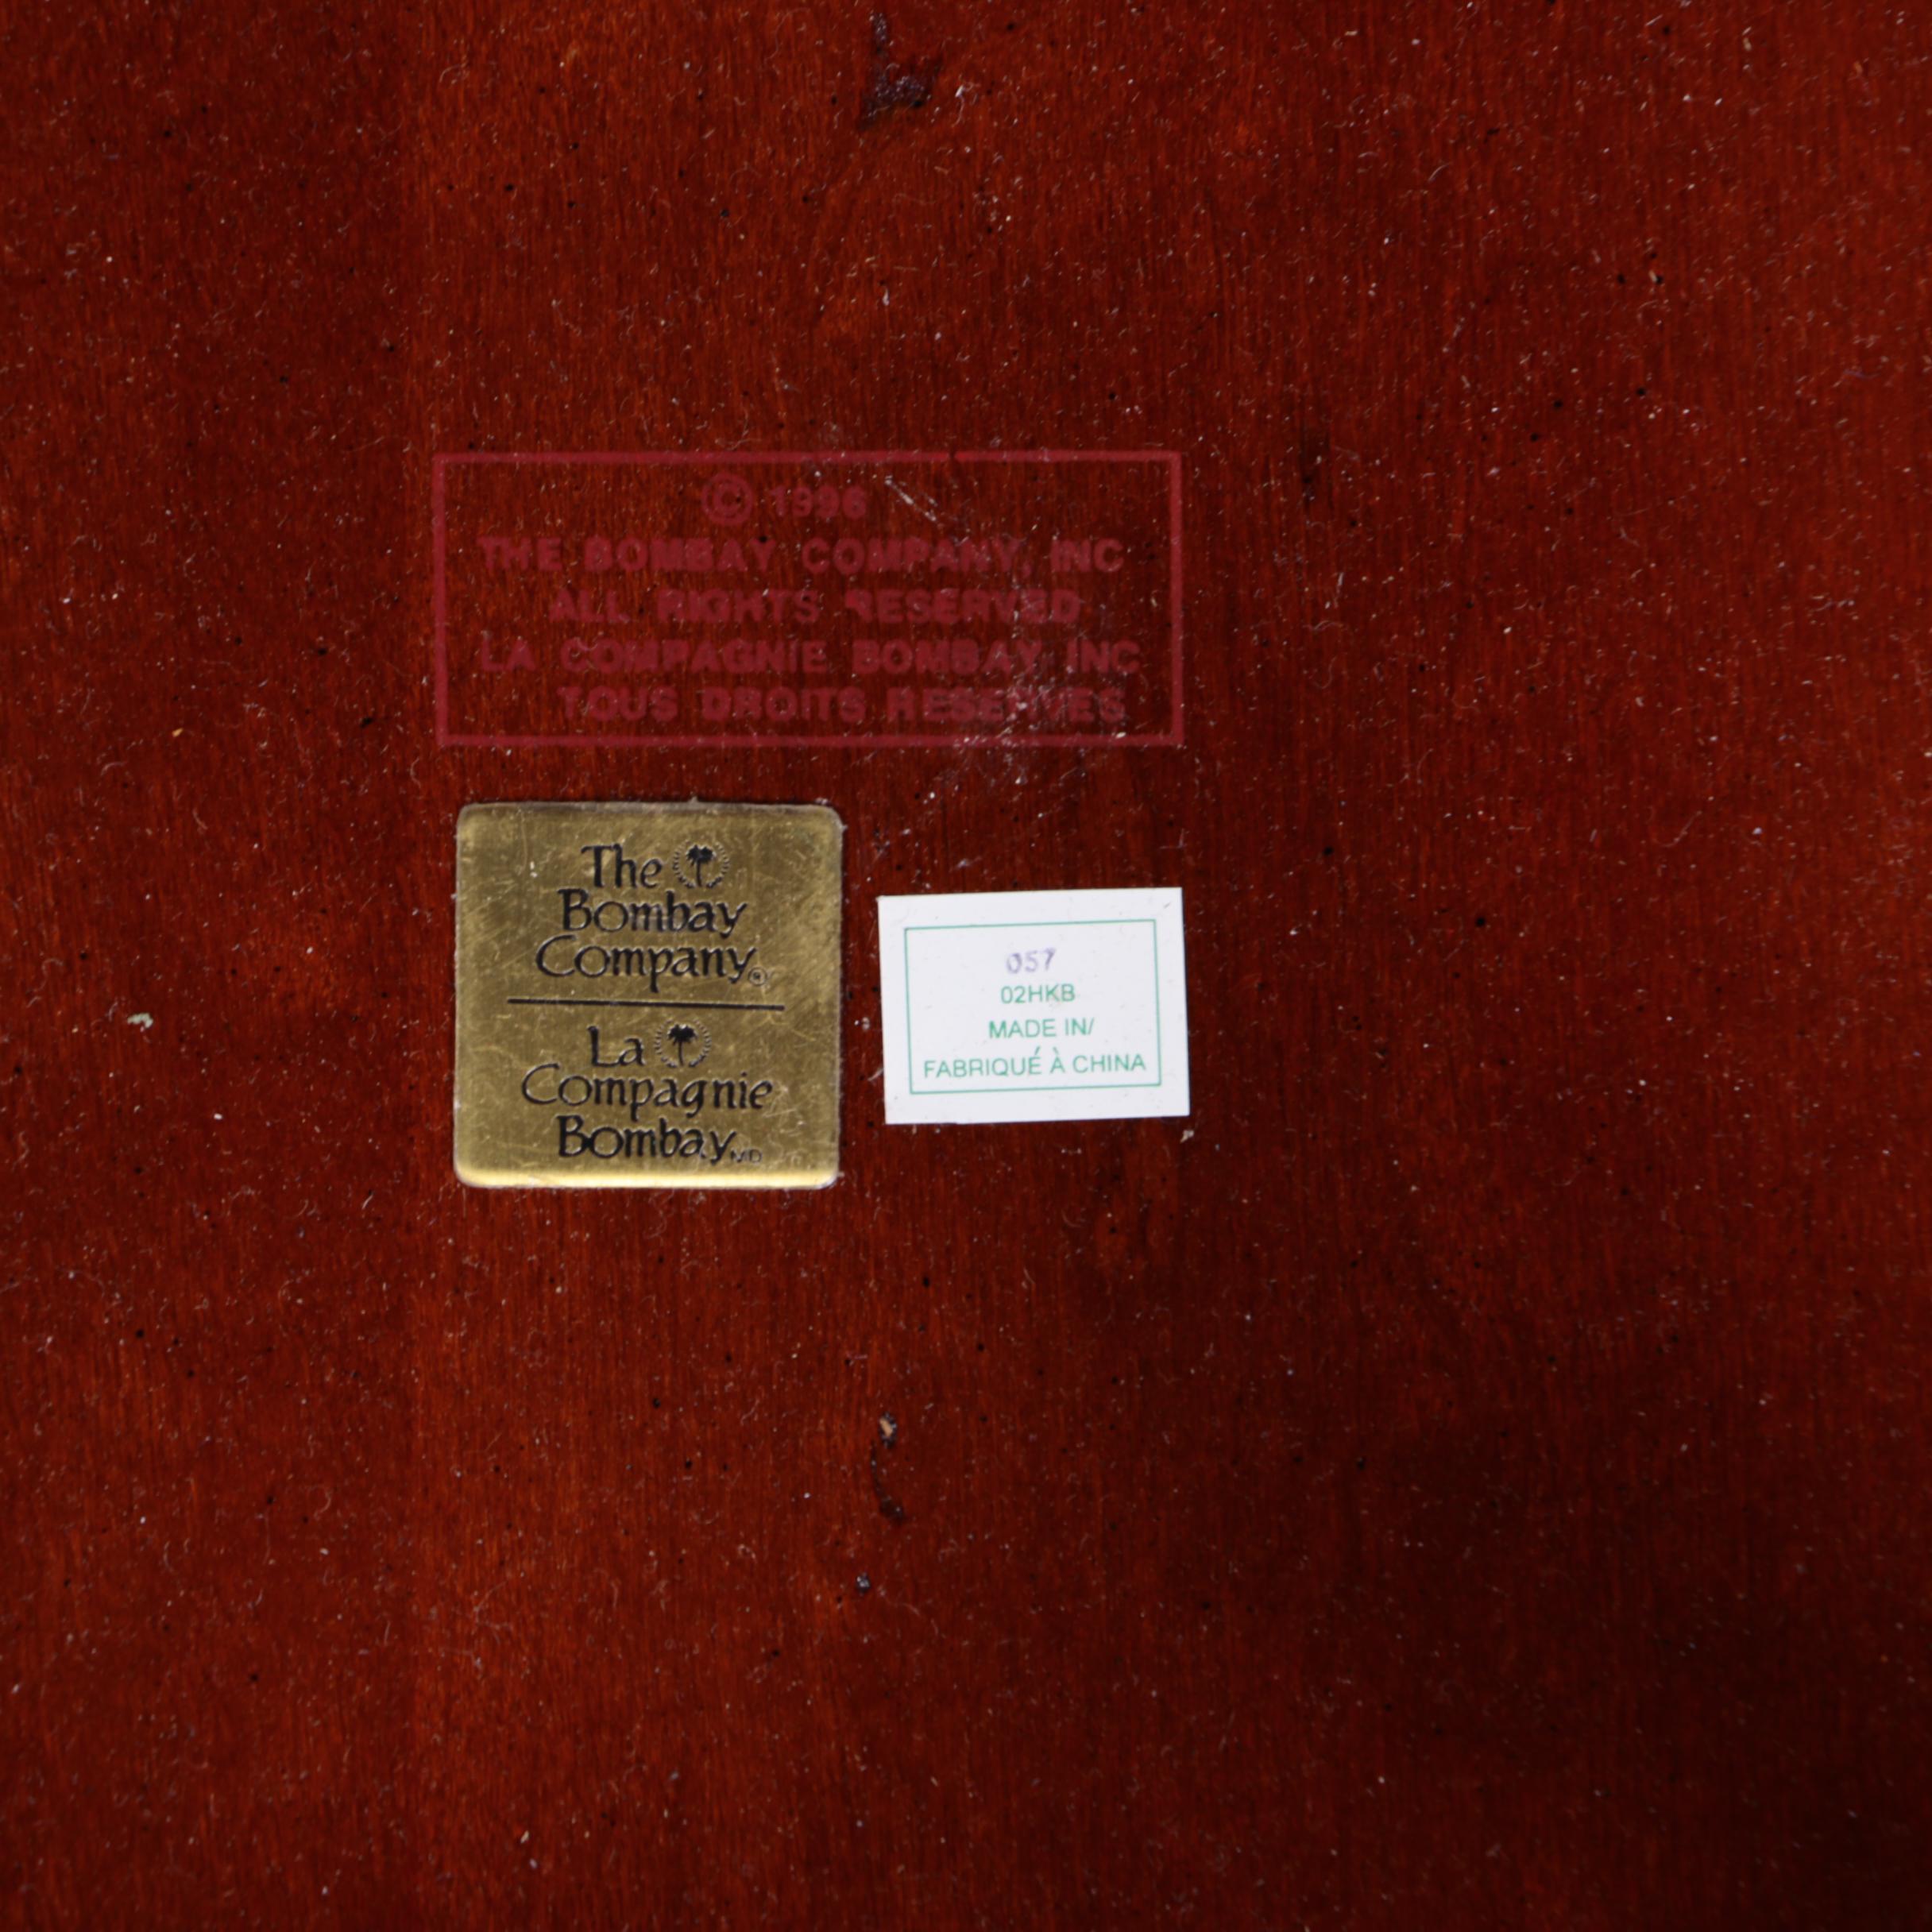 © 1996
THE BOMBAY COMPANY, INC
ALL RIGHTS RESERVED
LA COMPAGNIE BOMBAY INC
TOUS DROITS RESERVES
The
Bombay
Company®
La
Compagnie
BombayMD
057
02HKB
MADE IN/
FABRIQUÉ À CHINA